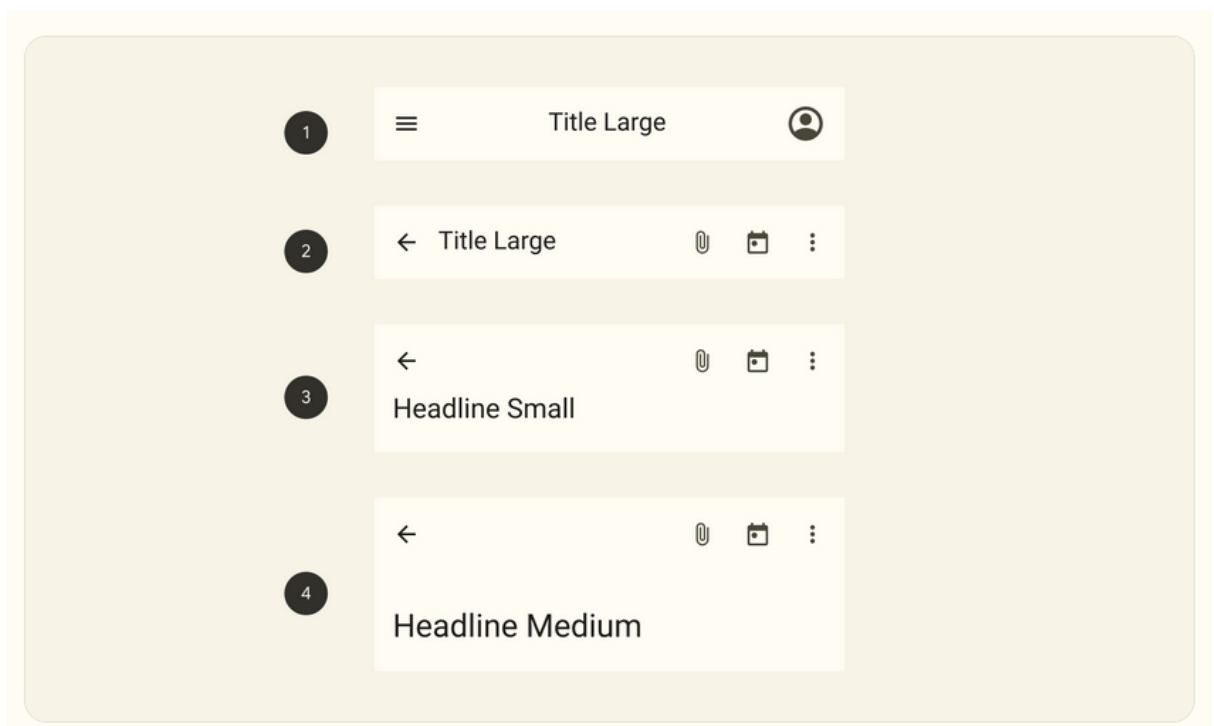 1
Title Large
2
Title Large
3
Headline Small
4
Headline Medium